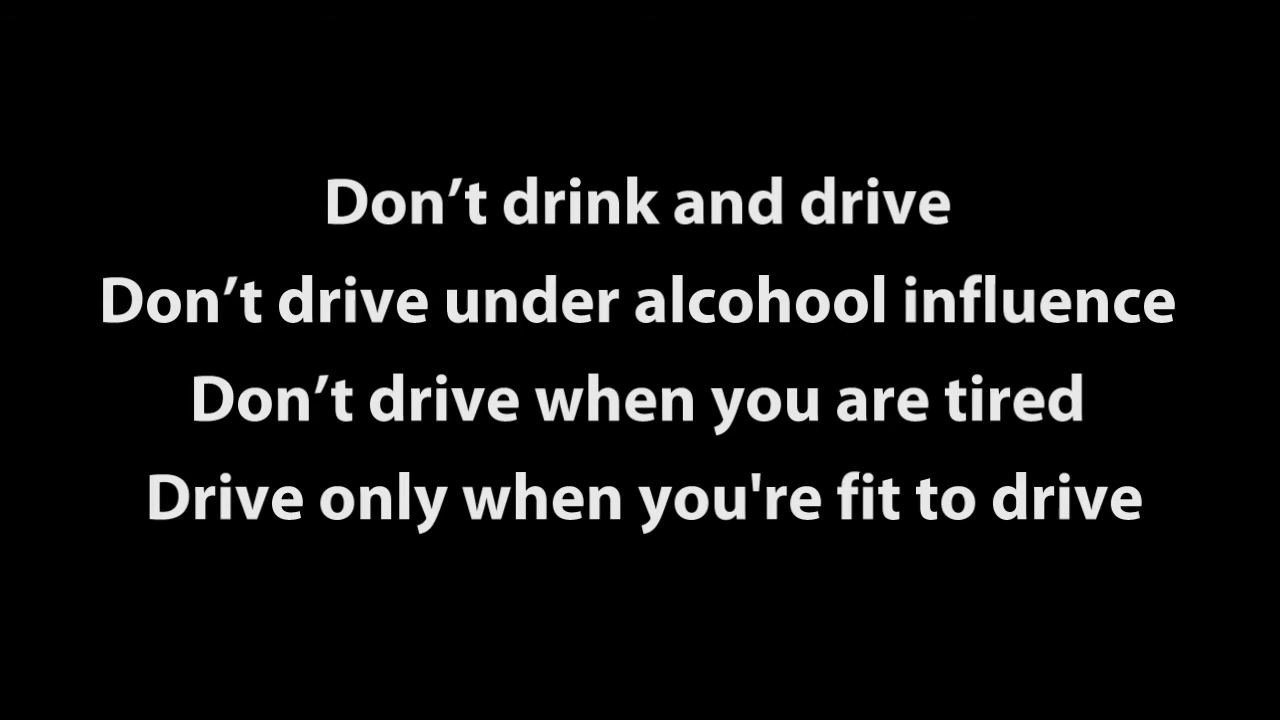 Don’t drink and drive
Don’t drive under alcohool influence
Don’t drive when you are tired
Drive only when you're fit to drive